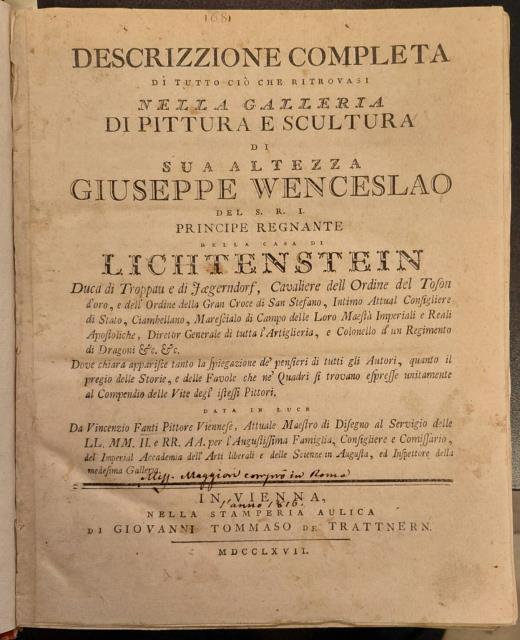 168
DESCRIZZIONE COMPLETA
DI TUTTO CIÒ CHE RITROVASI
NELLA GALLERIA
DI PITTURA E SCULTURA
DI
SUA ALTEZZA
GIUSEPPE WENCESLAO
DEL S. R. I.
PRINCIPE REGNANTE
DELLA CASA DI
LICHTENSTEIN
Duca di Troppau e di Jægerndorf, Cavaliere dell Ordine del Toson
d'oro, e dell'Ordine della Gran Croce di San Stefano, Intimo Attual Consigliere
di Stato, Ciambellano, Marescialo di Campo delle Loro Maestà Imperiali e Reali
Apostoliche, Diretor Generale di tutta l'Artiglieria, e Colonello d'un Regimento
di Dragoni &c. &c.
Dove chiara apparisce tanto la spiegazione de' pensieri di tutti gli Autori, quanto il
pregio delle Storie, e delle Favole che ne' Quadri si trovano espresse unitamente
al Compendio delle Vite degl' istessi Pittori.
DATA IN LUCE
Da Vincenzio Fanti Pittore Viennese, Attuale Maestro di Disegno al Servigio delle
LL. MM. II. e RR. AA. per l'Augustissima Famiglia, Consigliere e Comissario,
del Imperial Accademia dell' Arti liberali e delle Scienze in Augusta, ed Inspettore della
medesima Galleria.
Maggiori comprò in Roma
IN VIENNA,
l'anno 1816.
NELLA STAMPERIA AULICA
DI GIOVANNI TOMMASO DE TRATTNERN.
MDCCLXVII.